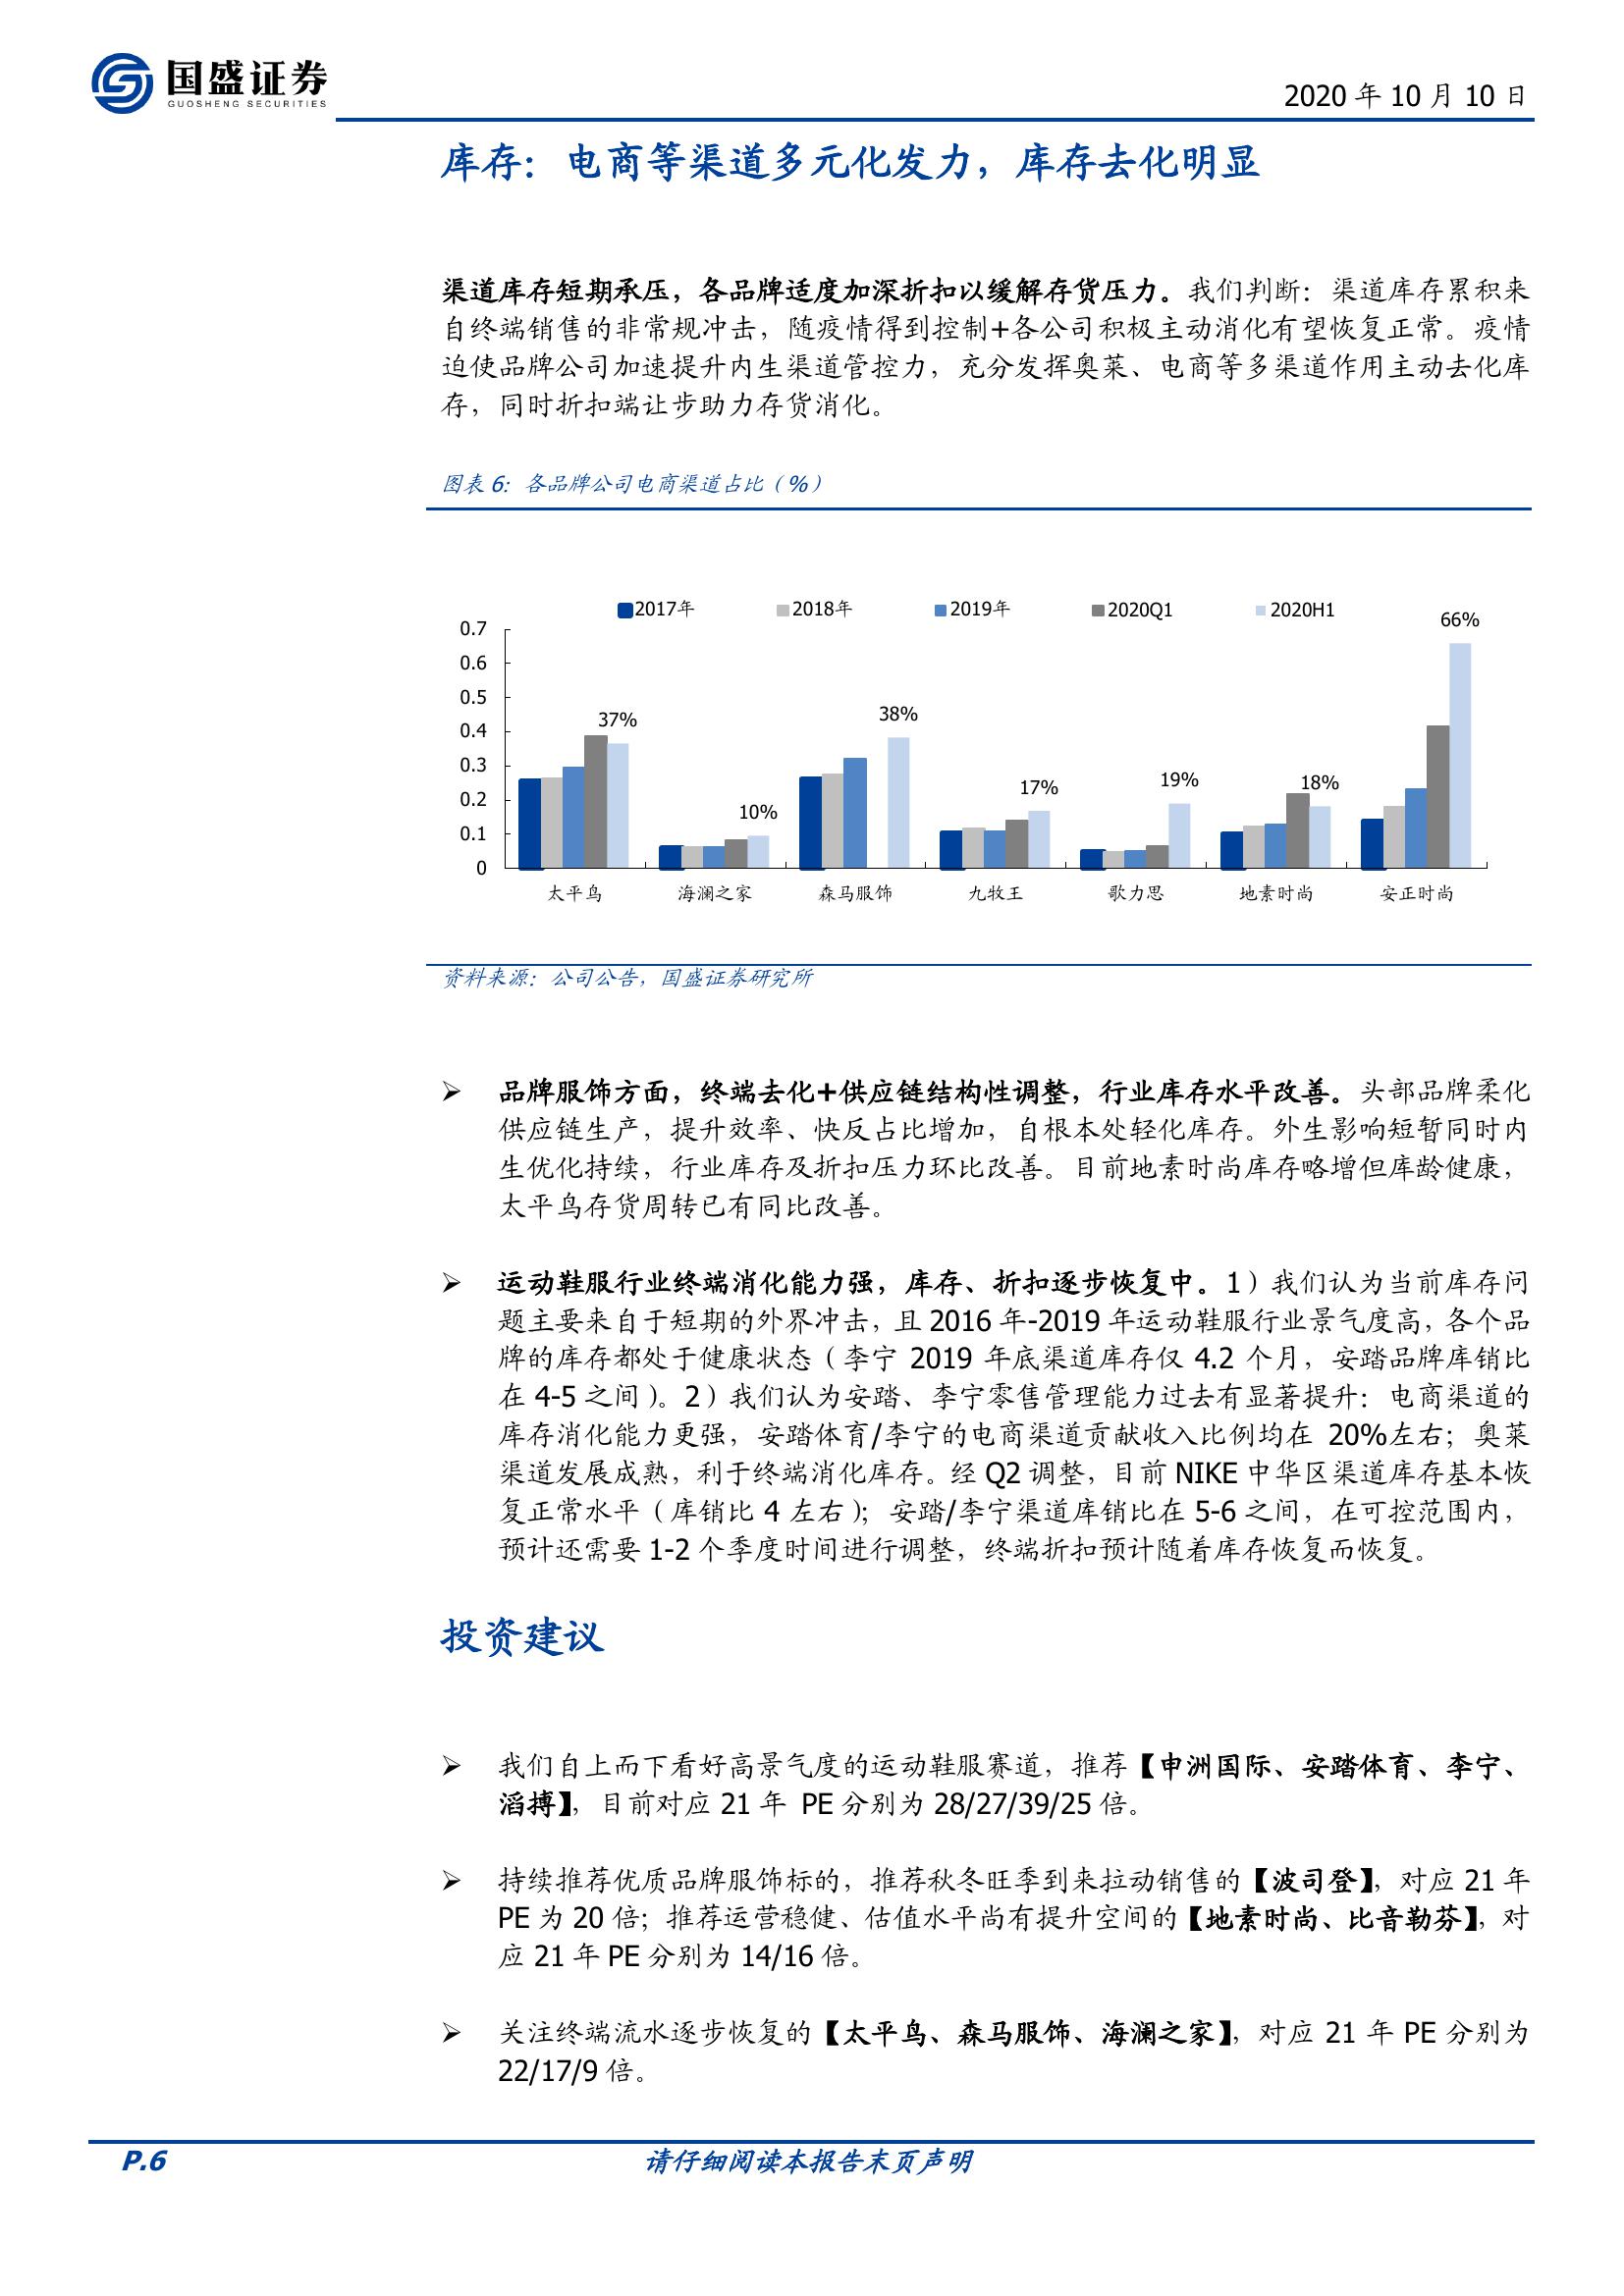 国盛证券
GUOSHENG SECURITIES
2020 年 10 月 10 日
库存：电商等渠道多元化发力，库存去化明显
渠道库存短期承压，各品牌适度加深折扣以缓解存货压力。我们判断：渠道库存累积来
自终端销售的非常规冲击，随疫情得到控制+各公司积极主动消化有望恢复正常。疫情
迫使品牌公司加速提升内生渠道管控力，充分发挥奥莱、电商等多渠道作用主动去化库
存，同时折扣端让步助力存货消化。
图表 6：各品牌公司电商渠道占比（%）
2017年 2018年 2019年 2020Q1 2020H1
0.7
0.6
0.5
0.4
0.3
0.2
0.1
0
37%
10%
38%
17%
19%
18%
66%
太平鸟 海澜之家 森马服饰 九牧王 歌力思 地素时尚 安正时尚
资料来源：公司公告，国盛证券研究所
➢ 品牌服饰方面，终端去化+供应链结构性调整，行业库存水平改善。头部品牌柔化
供应链生产，提升效率、快反占比增加，自根本处轻化库存。外生影响短暂同时内
生优化持续，行业库存及折扣压力环比改善。目前地素时尚库存略增但库龄健康，
太平鸟存货周转已有同比改善。
➢ 运动鞋服行业终端消化能力强，库存、折扣逐步恢复中。1）我们认为当前库存问
题主要来自于短期的外界冲击，且 2016 年-2019 年运动鞋服行业景气度高，各个品
牌的库存都处于健康状态（李宁 2019 年底渠道库存仅 4.2 个月，安踏品牌库销比
在 4-5 之间）。2）我们认为安踏、李宁零售管理能力过去有显著提升：电商渠道的
库存消化能力更强，安踏体育/李宁的电商渠道贡献收入比例均在 20%左右；奥莱
渠道发展成熟，利于终端消化库存。经 Q2 调整，目前 NIKE 中华区渠道库存基本恢
复正常水平（库销比 4 左右）；安踏/李宁渠道库销比在 5-6 之间，在可控范围内，
预计还需要 1-2 个季度时间进行调整，终端折扣预计随着库存恢复而恢复。
投资建议
➢ 我们自上而下看好高景气度的运动鞋服赛道，推荐【申洲国际、安踏体育、李宁、
滔搏】，目前对应 21 年 PE 分别为 28/27/39/25 倍。
➢ 持续推荐优质品牌服饰标的，推荐秋冬旺季到来拉动销售的【波司登】，对应 21 年
PE 为 20 倍；推荐运营稳健、估值水平尚有提升空间的【地素时尚、比音勒芬】，对
应 21 年 PE 分别为 14/16 倍。
➢ 关注终端流水逐步恢复的【太平鸟、森马服饰、海澜之家】，对应 21 年 PE 分别为
22/17/9 倍。
P.6 请仔细阅读本报告末页声明